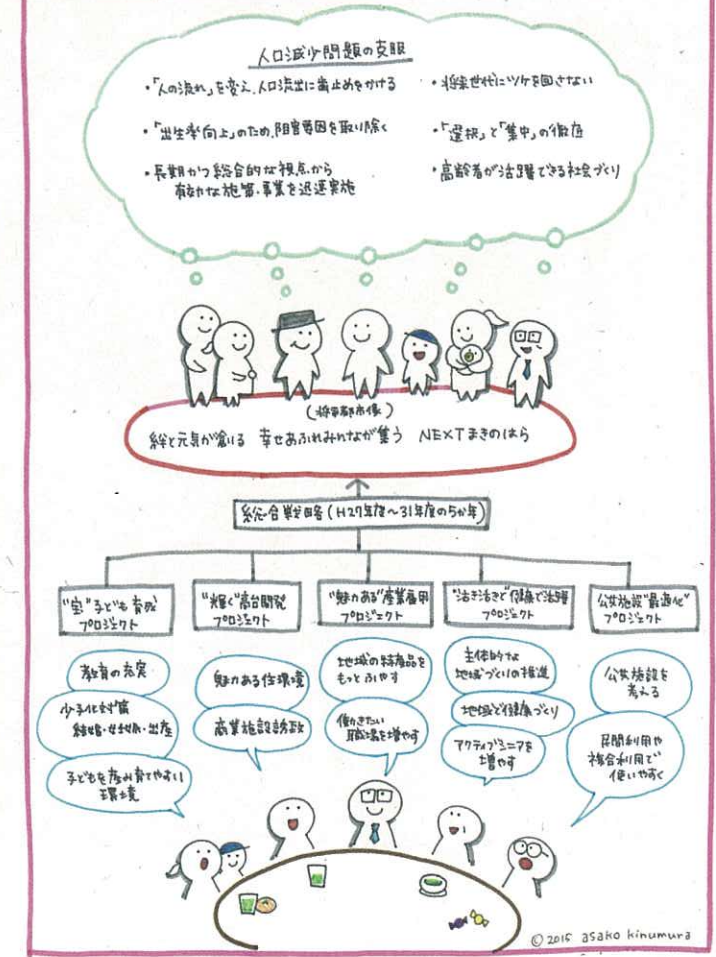 人口減少問題の克服
・「人の流れ」を変え、人口流出に歯止めをかける
・「出生率向上」のため、阻害要因を取り除く
・長期かつ総合的な視点から
有効な施策・事業を迅速実施
・将来世代にツケを回さない
・「選択」と「集中」の徹底
・高齢者が活躍できる社会づくり
(将来都市像)
絆と元気が創る 幸せあふれみんなが集う NEXTまきのはら
総合戦略(H27年度~31年度の5か年)
"宝"子ども育成
プロジェクト
"輝く"高台開発
プロジェクト
"魅力ある"産業雇用
プロジェクト
"活き活きと"健康で活躍
プロジェクト
公共施設"最適化"
プロジェクト
教育の充実
少子化対策
結婚・妊娠・出産
子どもを産み育てやすい
環境
魅力ある住環境
商業施設誘致
地域の特産品を
もっとふやす
働きたい
職場を増やす
主体的な
地域づくりの推進
地域で健康づくり
アクティブシニアを
増やす
公共施設を
考える
民間利用や
複合利用で
使いやすく
© 2015 asako kinumura